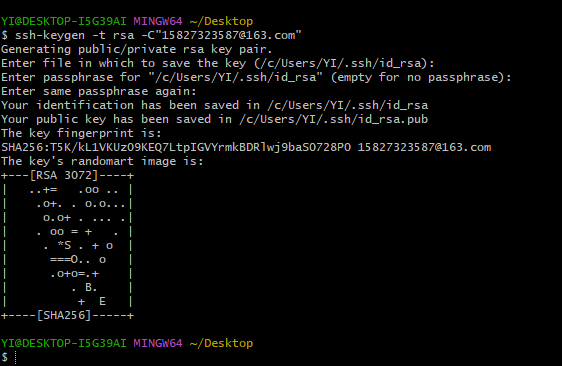 YI@DESKTOP-I5G39AI MINGW64 ~/Desktop
$ ssh-keygen -t rsa -C"15827323587@163.com"
Generating public/private rsa key pair.
Enter file in which to save the key (/c/Users/YI/.ssh/id_rsa):
Enter passphrase for "/c/Users/YI/.ssh/id_rsa" (empty for no passphrase):
Enter same passphrase again:
Your identification has been saved in /c/Users/YI/.ssh/id_rsa
Your public key has been saved in /c/Users/YI/.ssh/id_rsa.pub
The key fingerprint is:
SHA256:T5K/kL1VKUzO9KEQ7LtpIGVYrmkBDRlwj9baSO728PO 15827323587@163.com
The key's randomart image is:
+---[RSA 3072]----+
|   ..+=   .oo .. |
|    .o+. . o.o...|
|     o.o+ . ... .|
|    . oo = +   . |
|     . *S . + o  |
|      ===O.. o   |
|      .o+o=.+    |
|         . B.    |
|          +  E   |
+----[SHA256]-----+
YI@DESKTOP-I5G39AI MINGW64 ~/Desktop
$